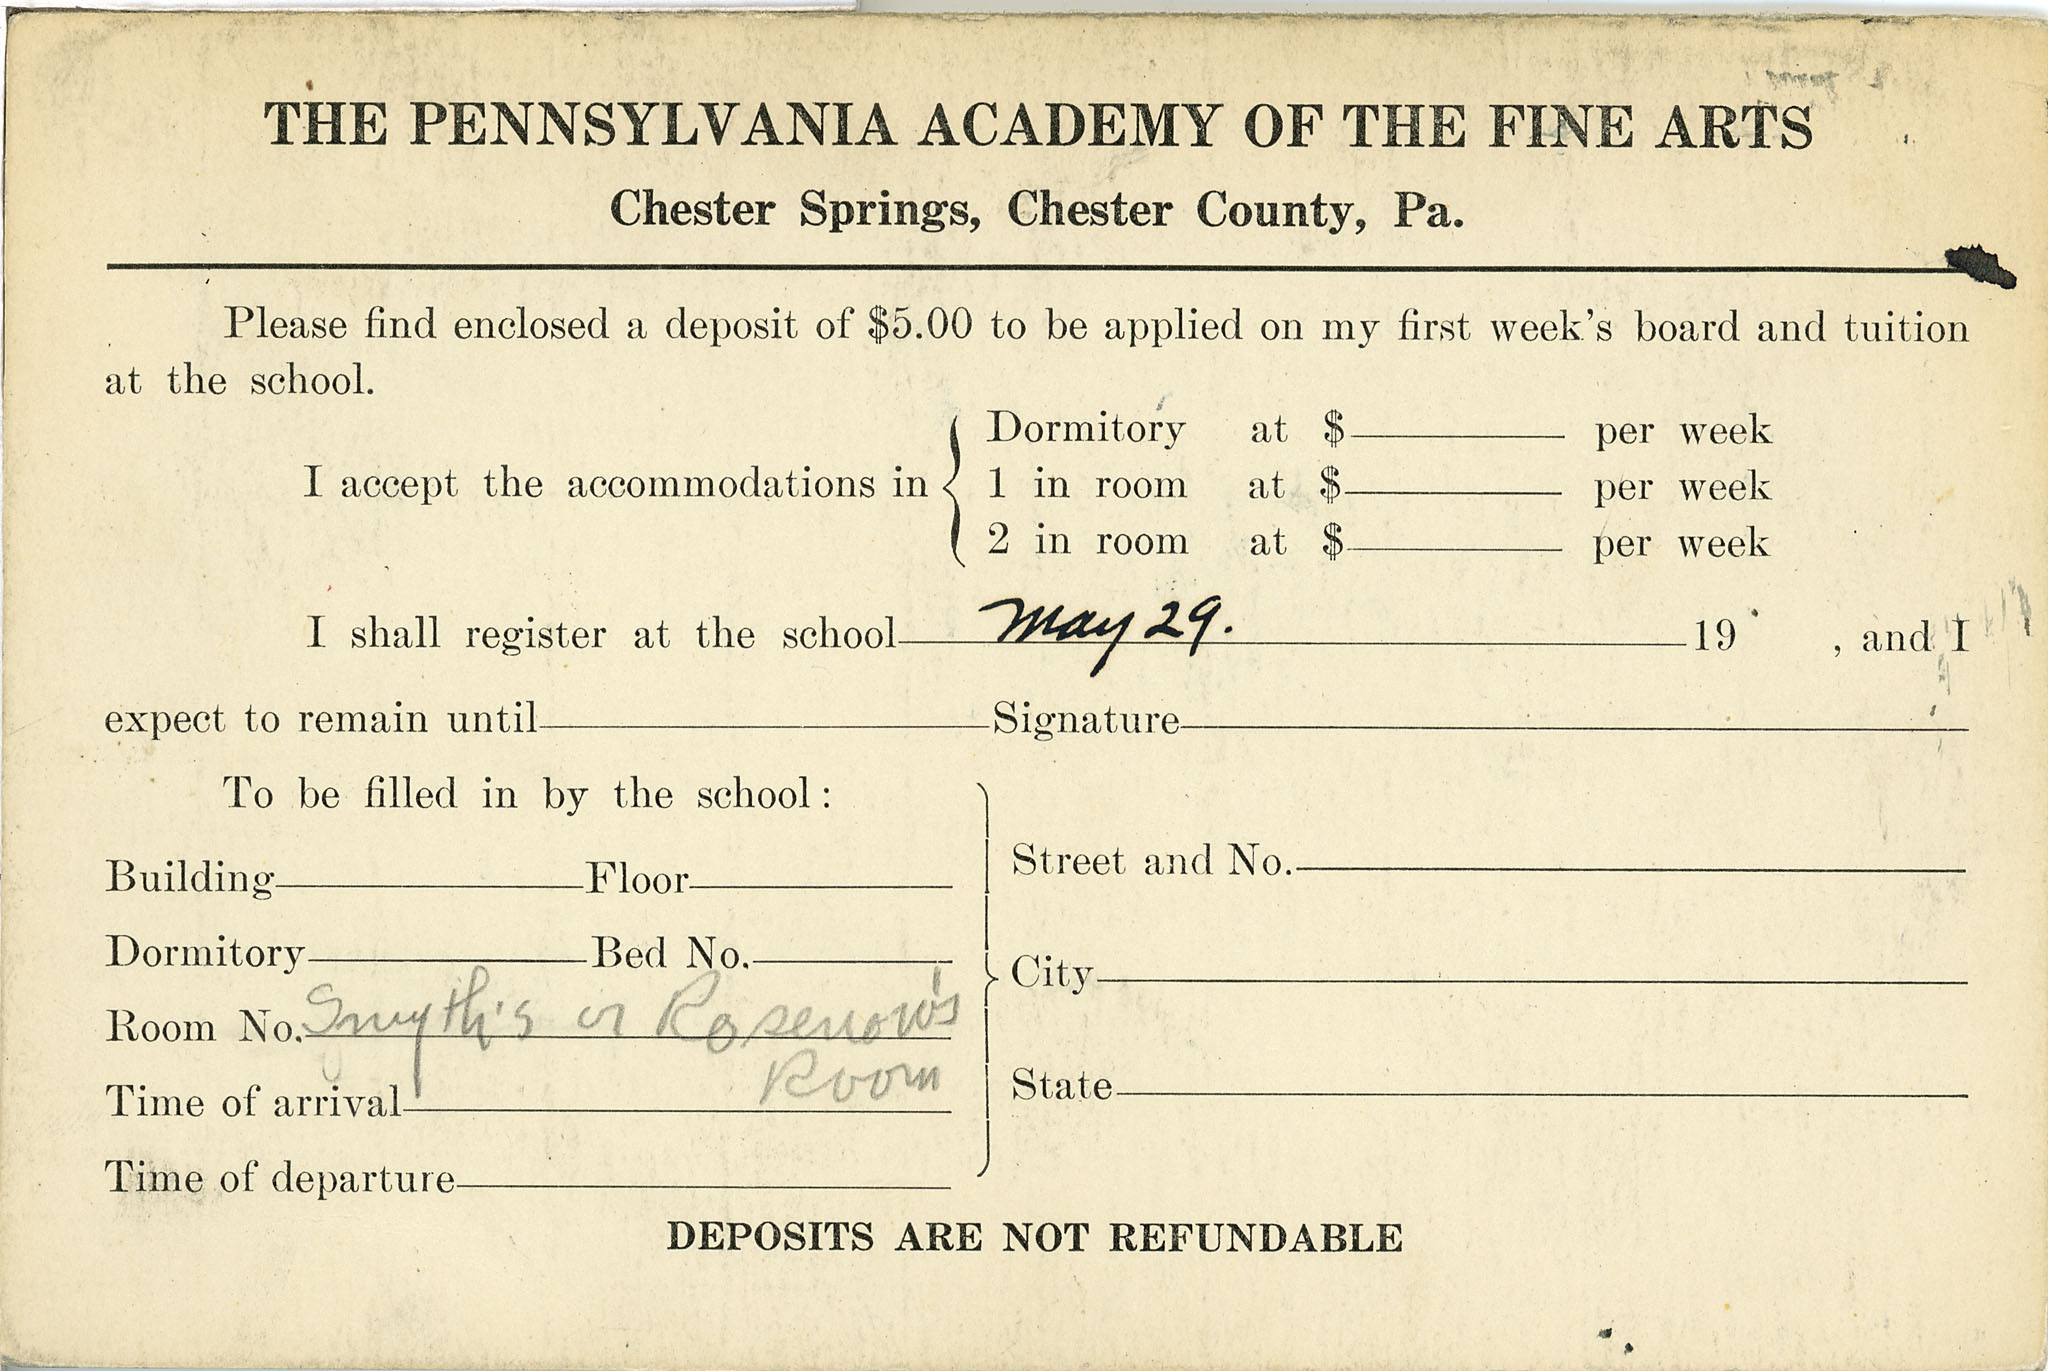 THE PENNSYLVANIA ACADEMY OF THE FINE ARTS
Chester Springs, Chester County, Pa.
Please find enclosed a deposit of $5.00 to be applied on my first week's board and tuition
at the school.
Dormitory at $ per week
I accept the accommodations in 1 in room at $ per week
2 in room at $ per week
I shall register at the school May 29. 19 , and I
expect to remain until Signature
To be filled in by the school:
Building Floor
Street and No.
Dormitory Bed No.
City
Room No. Smyth's or Rosenow's
Room
State
Time of arrival
Time of departure
DEPOSITS ARE NOT REFUNDABLE